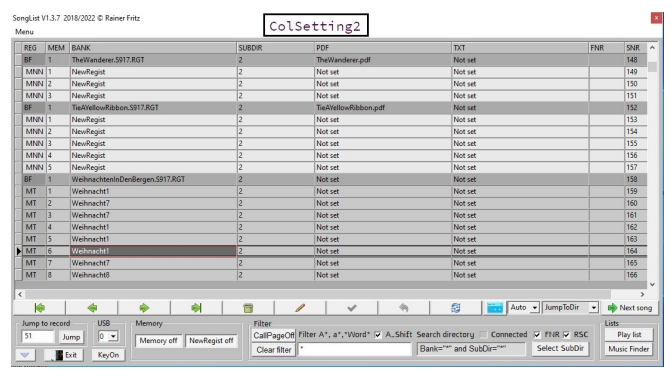 SongList V1.3.7 2018/2022 © Rainer Fritz
ColSetting2
x
Menu
REG MEM BANK SUBDIR PDF TXT FNR SNR
BF 1 TheWanderer.S917.RGT 2 TheWanderer.pdf Not set 148
MNN 1 NewRegist 2 Not set Not set 149
MNN 2 NewRegist 2 Not set Not set 150
MNN 3 NewRegist 2 Not set Not set 151
BF 1 TieAYellowRibbon.S917.RGT 2 TieAYellowRibbon.pdf Not set 152
MNN 1 NewRegist 2 Not set Not set 153
MNN 2 NewRegist 2 Not set Not set 154
MNN 3 NewRegist 2 Not set Not set 155
MNN 4 NewRegist 2 Not set Not set 156
MNN 5 NewRegist 2 Not set Not set 157
BF 1 WeihnachtenInDenBergen.S917.RGT 2 Not set Not set 158
MT 1 Weihnacht1 2 Not set Not set 159
MT 2 Weihnacht7 2 Not set Not set 160
MT 3 Weihnacht7 2 Not set Not set 161
MT 4 Weihnacht1 2 Not set Not set 162
MT 5 Weihnacht1 2 Not set Not set 163
MT 6 Weihnacht1 2 Not set Not set 164
MT 7 Weihnacht7 2 Not set Not set 165
MT 8 Weihnacht8 2 Not set Not set 166
Auto JumpToDir Next song
Jump to record USB Memory Filter Lists
51 Jump 0 Memory off NewRegist off CallPageOff Filter A*, a*,*Word* A..Shift Search directory Connected fNR RSC Play list
Exit KeyOn Clear filter * Bank="*" and SubDir="*" Select SubDir Music Finder